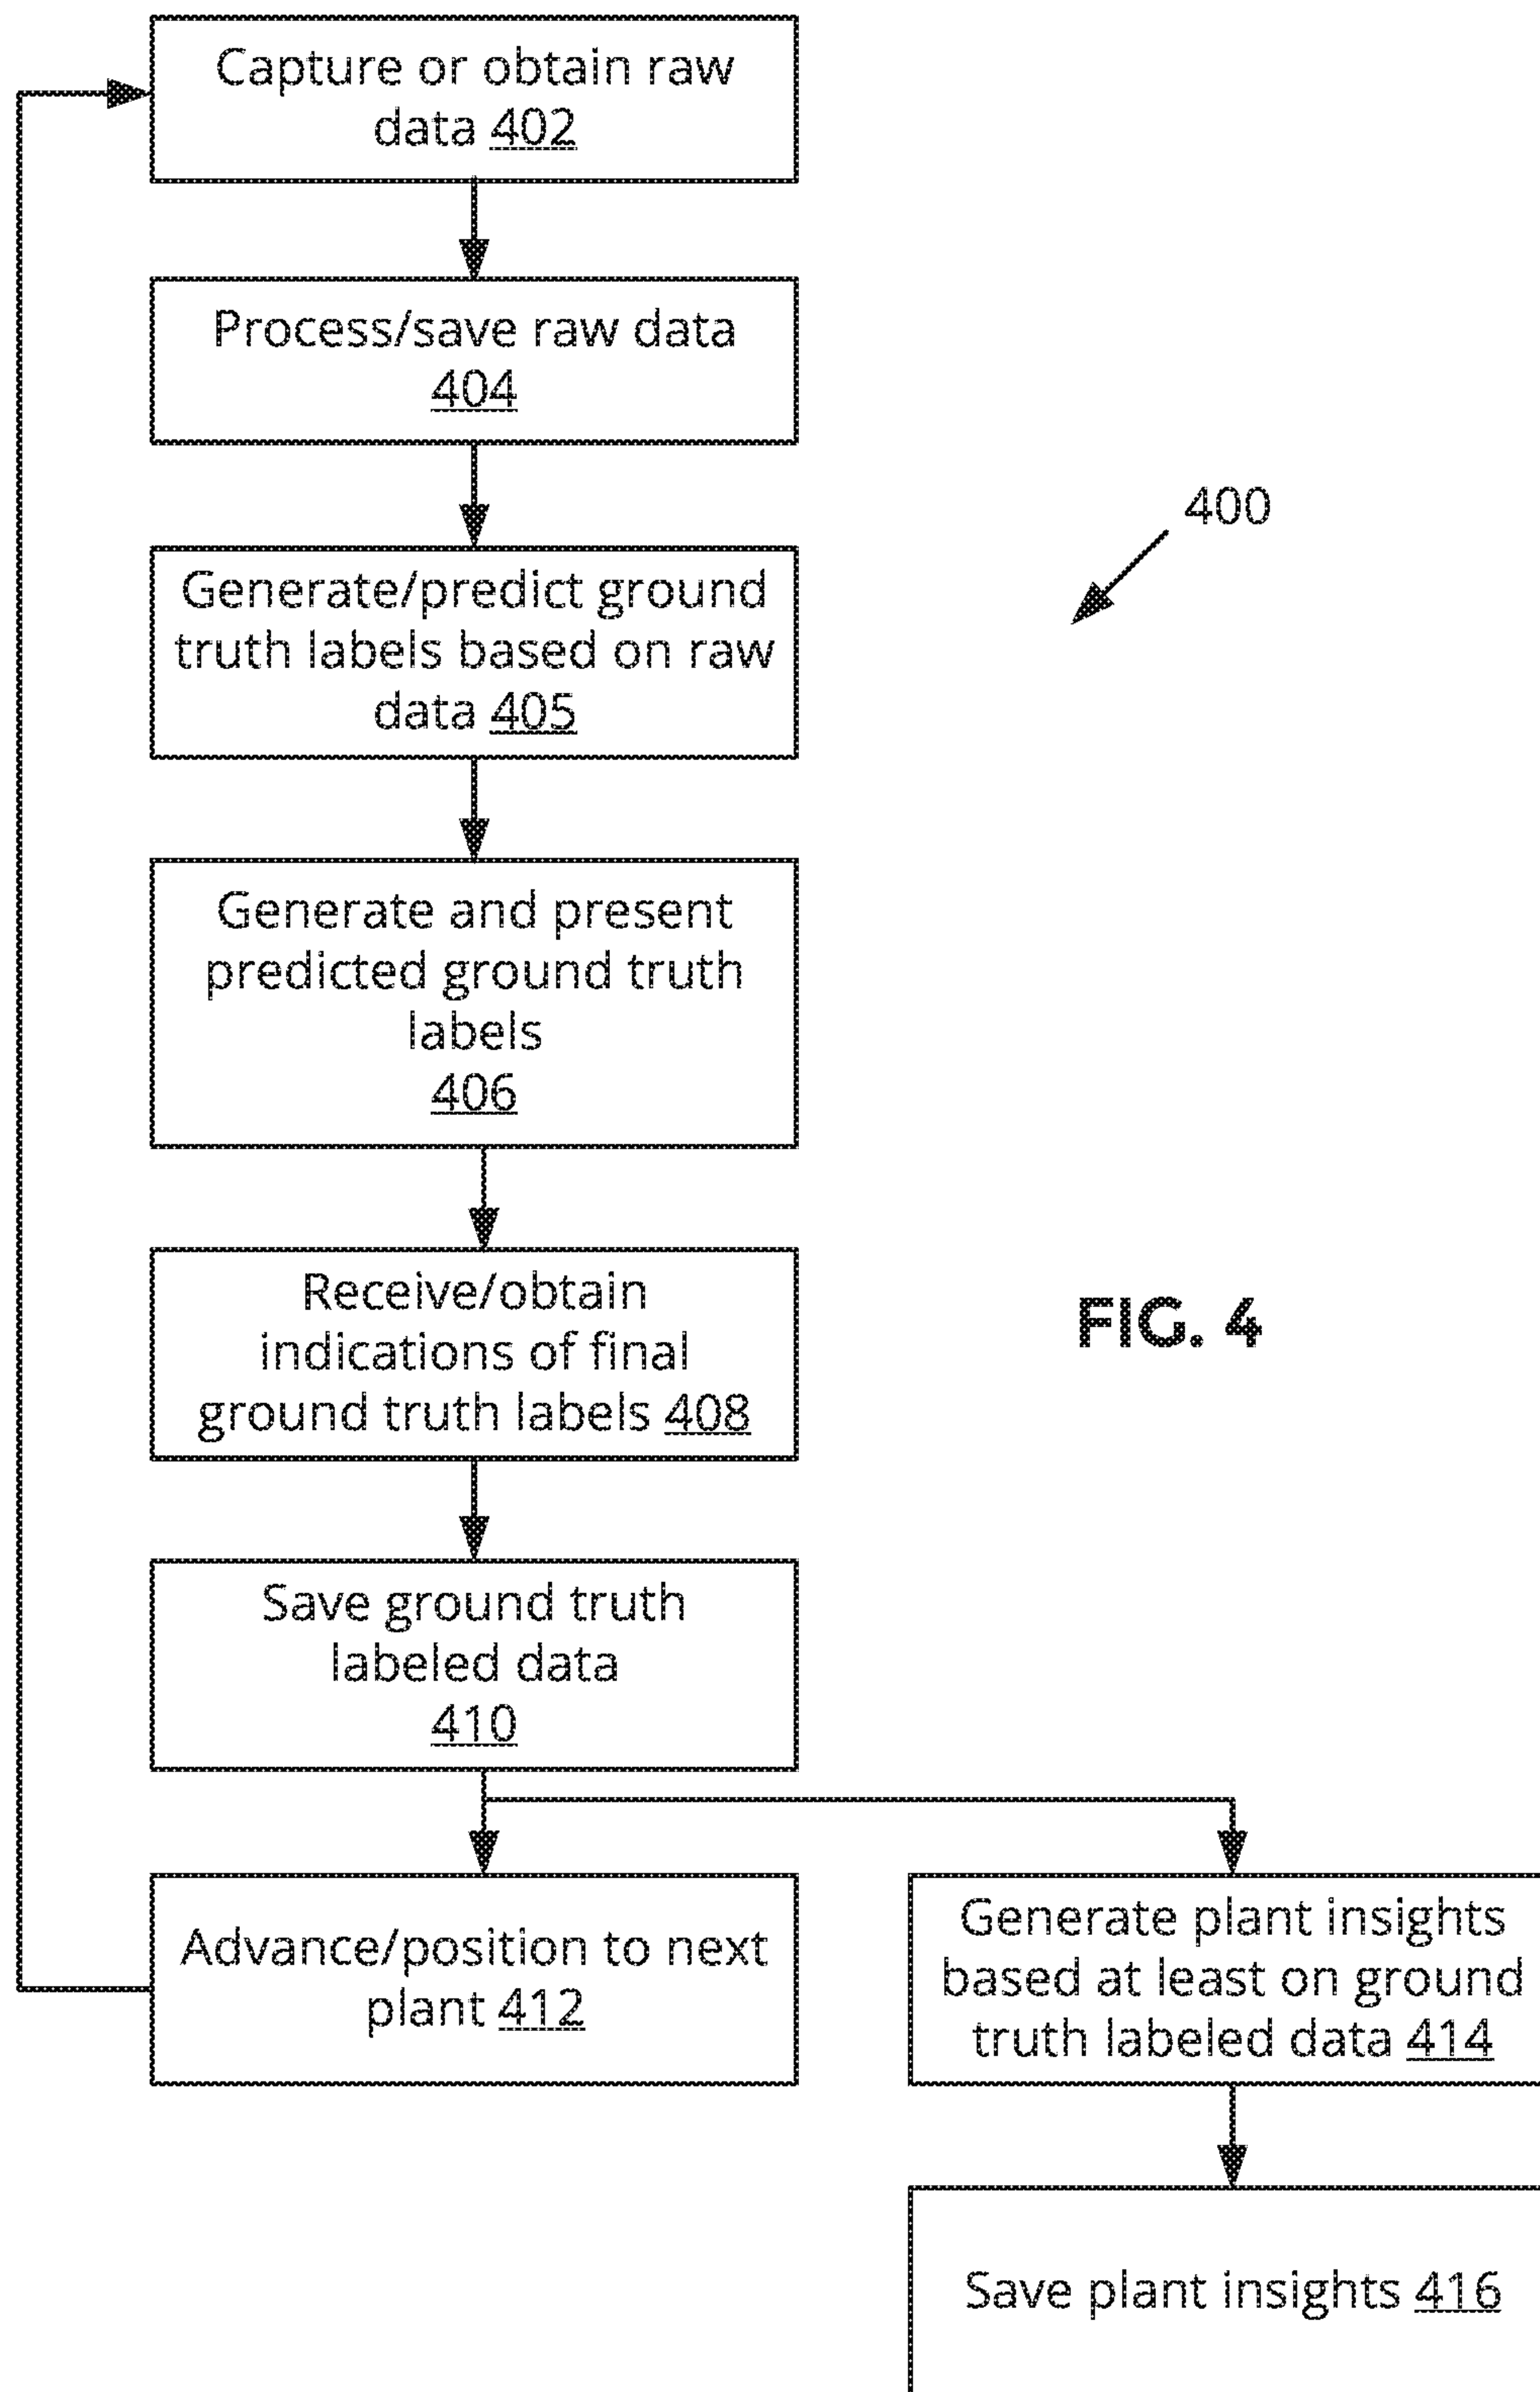 Capture or obtain raw
data 402
Process/save raw data
404
Generate/predict ground
truth labels based on raw
data 405
400
Generate and present
predicted ground truth
labels
406
Receive/obtain
indications of final
ground truth labels 408
FIG. 4
Save ground truth
labeled data
410
Advance/position to next
plant 412
Generate plant insights
based at least on ground
truth labeled data 414
Save plant insights 416